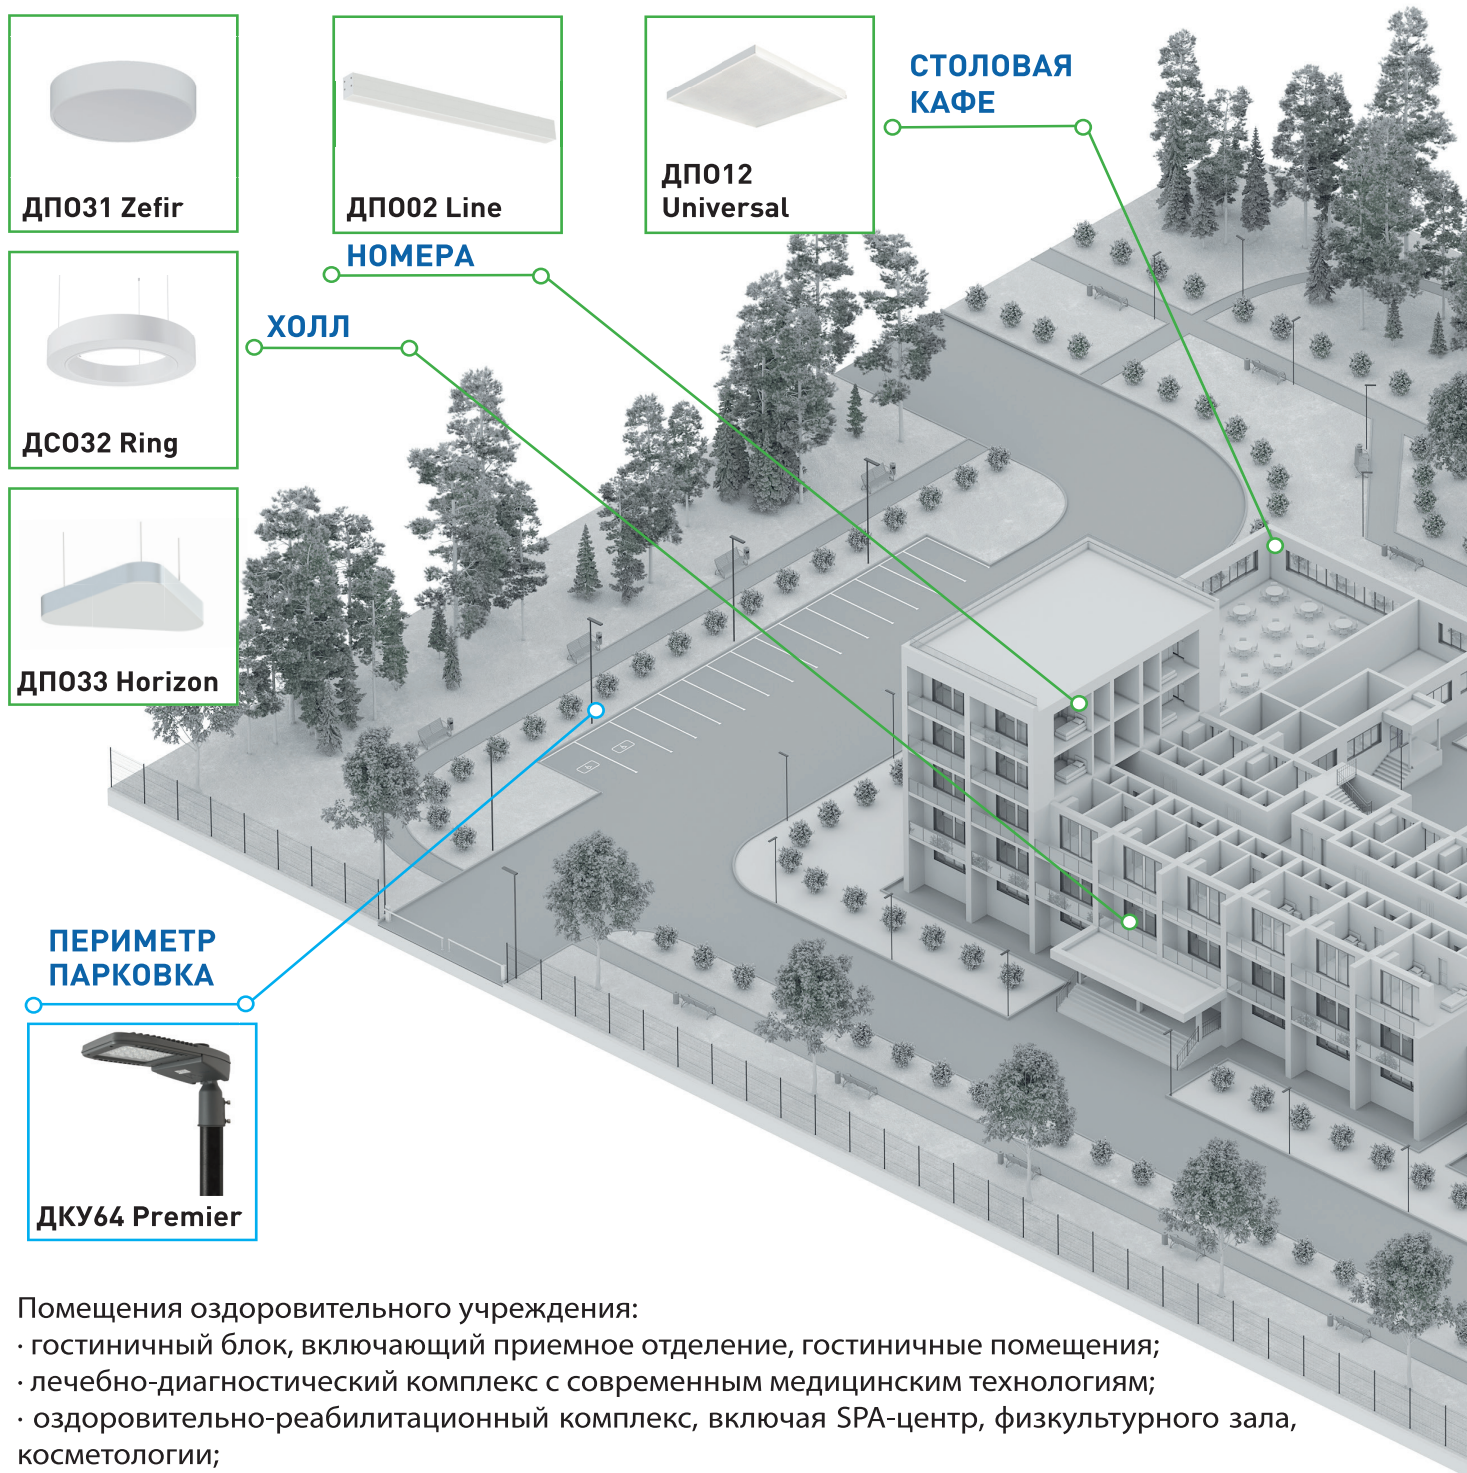 ДПО31 Zefir
ДПО02 Line
ДПО12
Universal
СТОЛОВАЯ
КАФЕ
НОМЕРА
ХОЛЛ
ДСО32 Ring
ДПО33 Horizon
ПЕРИМЕТР
ПАРКОВКА
ДКУ64 Premier
Помещения оздоровительного учреждения:
· гостиничный блок, включающий приемное отделение, гостиничные помещения;
· лечебно-диагностический комплекс с современным медицинским технологиям;
· оздоровительно-реабилитационный комплекс, включая SPA-центр, физкультурного зала,
косметологии;